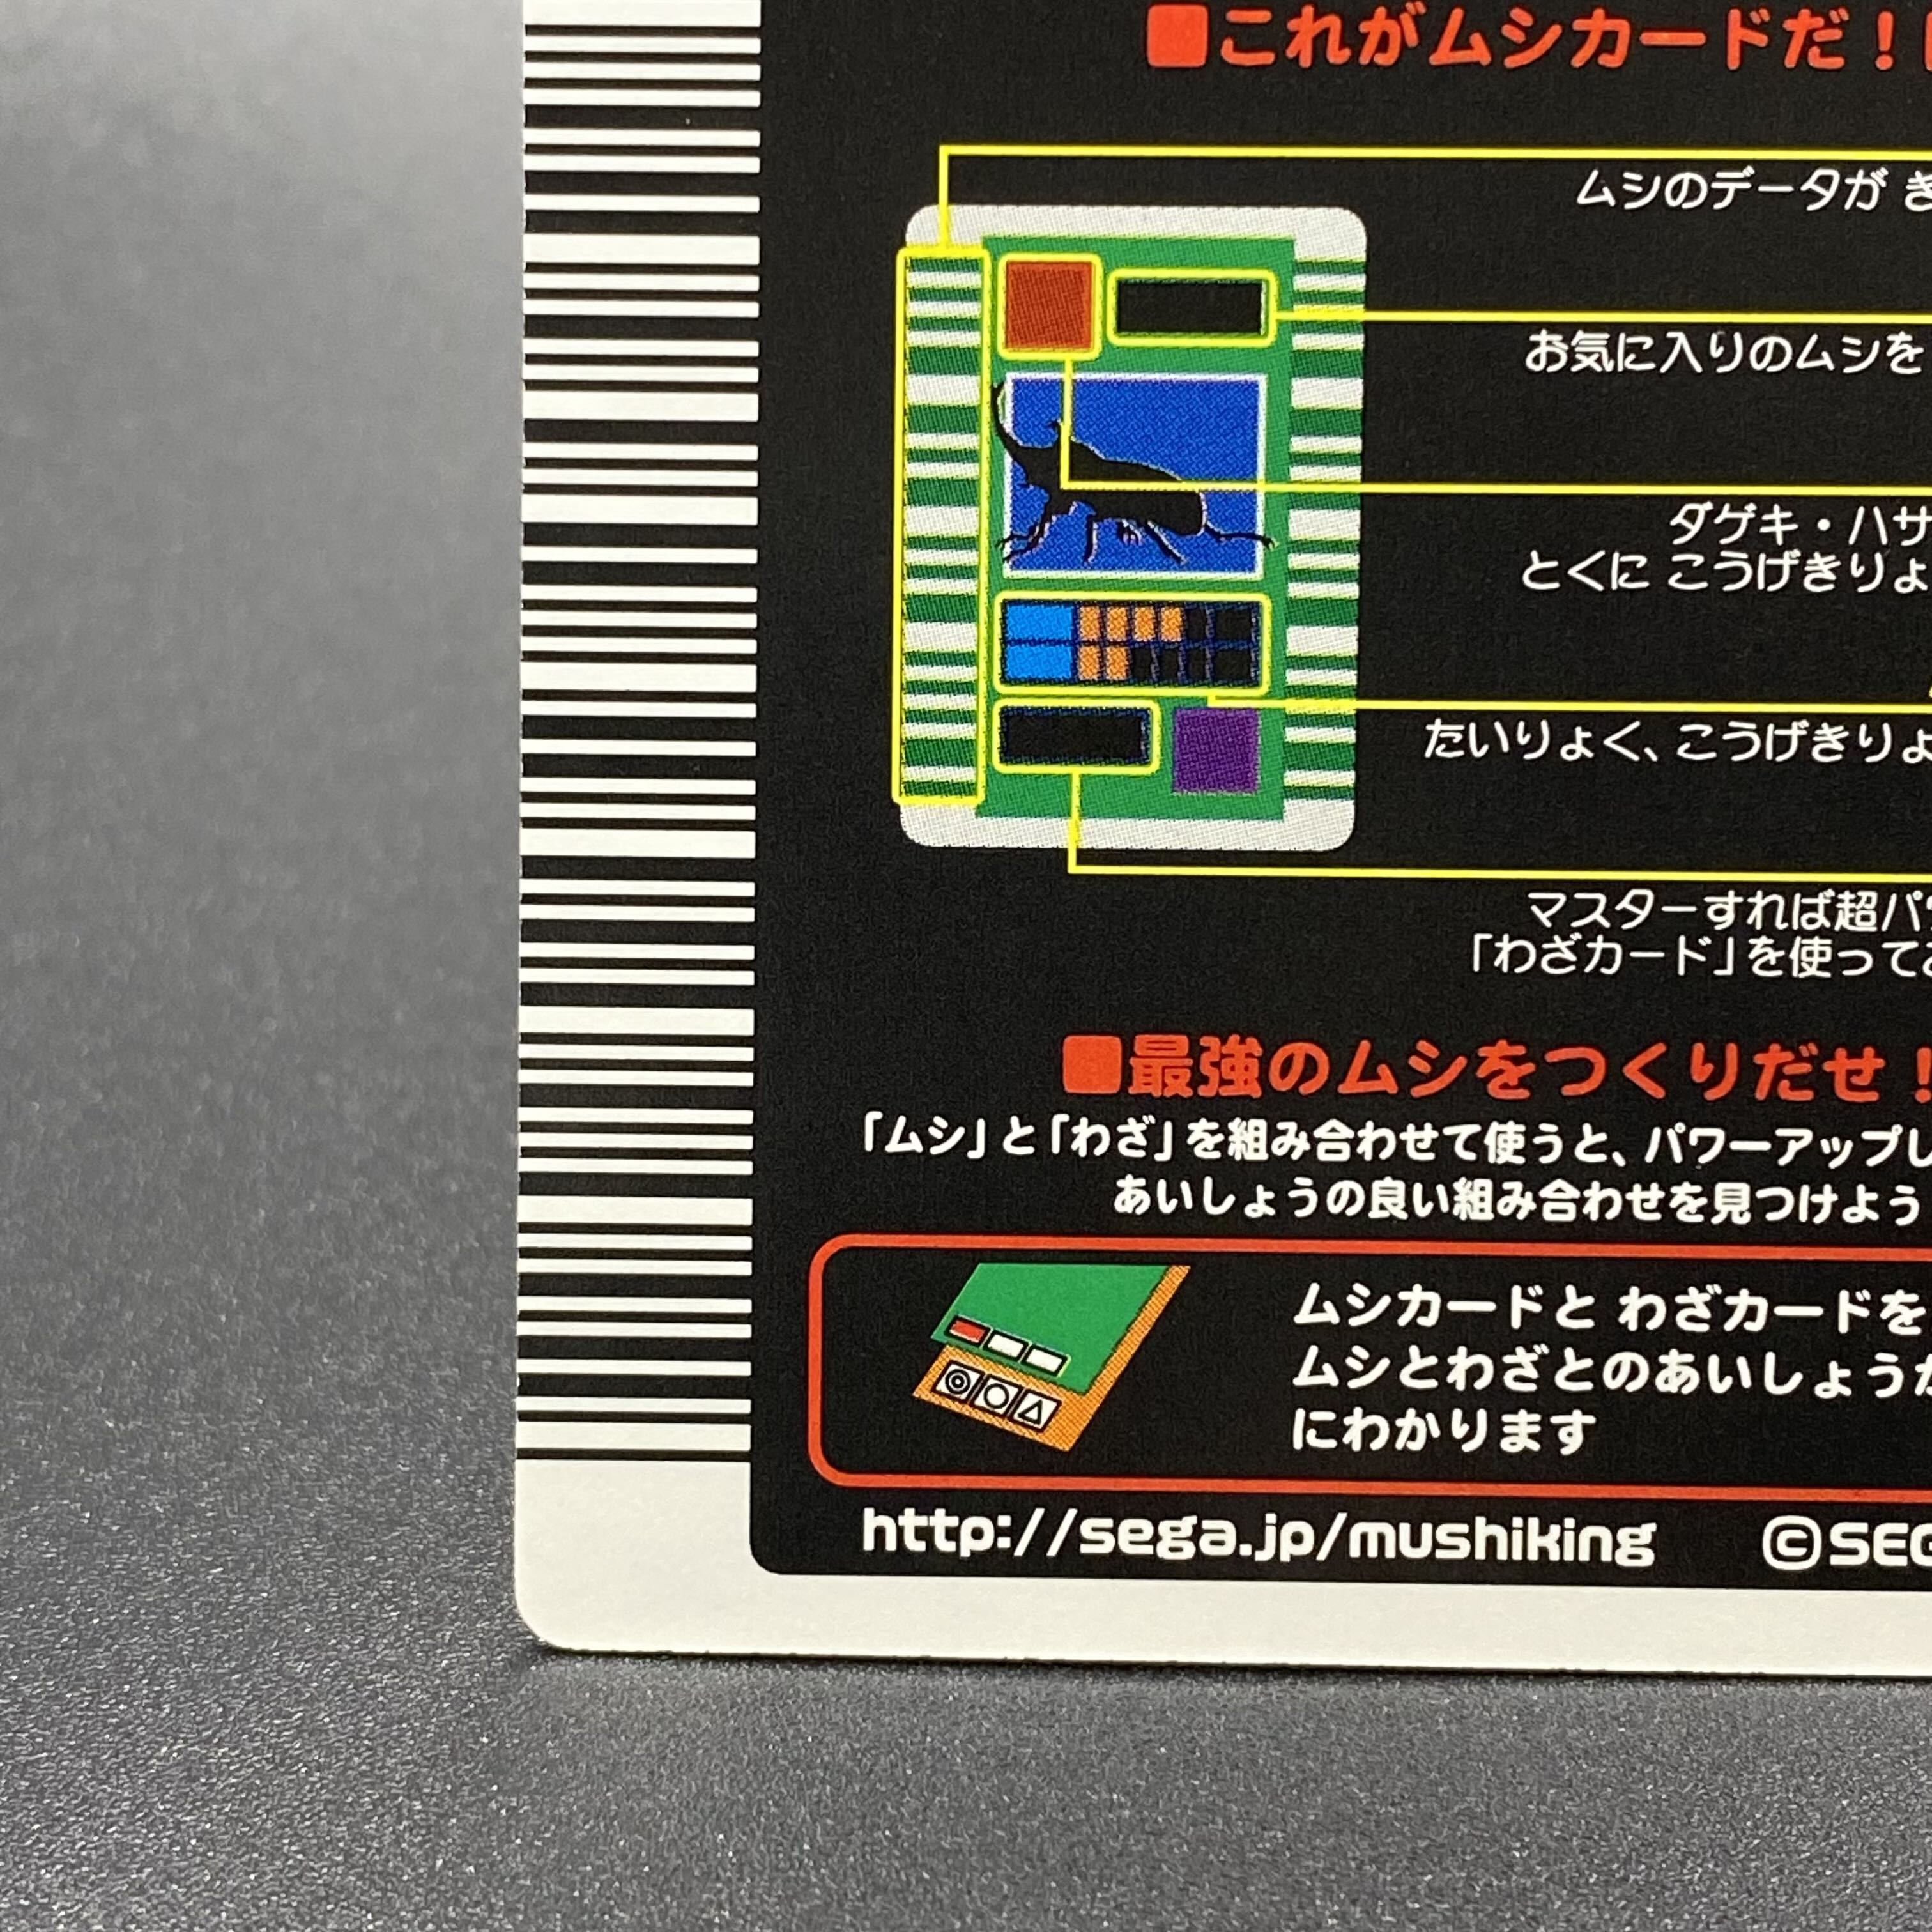 ■これがムシカードだ！
ムシのデータが
お気に入りのムシを
ダゲキ・ハサ
とくに こうげきりょ
たいりょく、こうげきりょ
マスターすれば超パ
「わざカード」を使って
■最強のムシをつくりだせ！
「ムシ」と「わざ」を組み合わせて使うと、パワーアップし
あいしょうの良い組み合わせを見つけよう
ムシカードと わざカードを
ムシとわざとのあいしょうが
にわかります
http://sega.jp/mushiking ©SEG